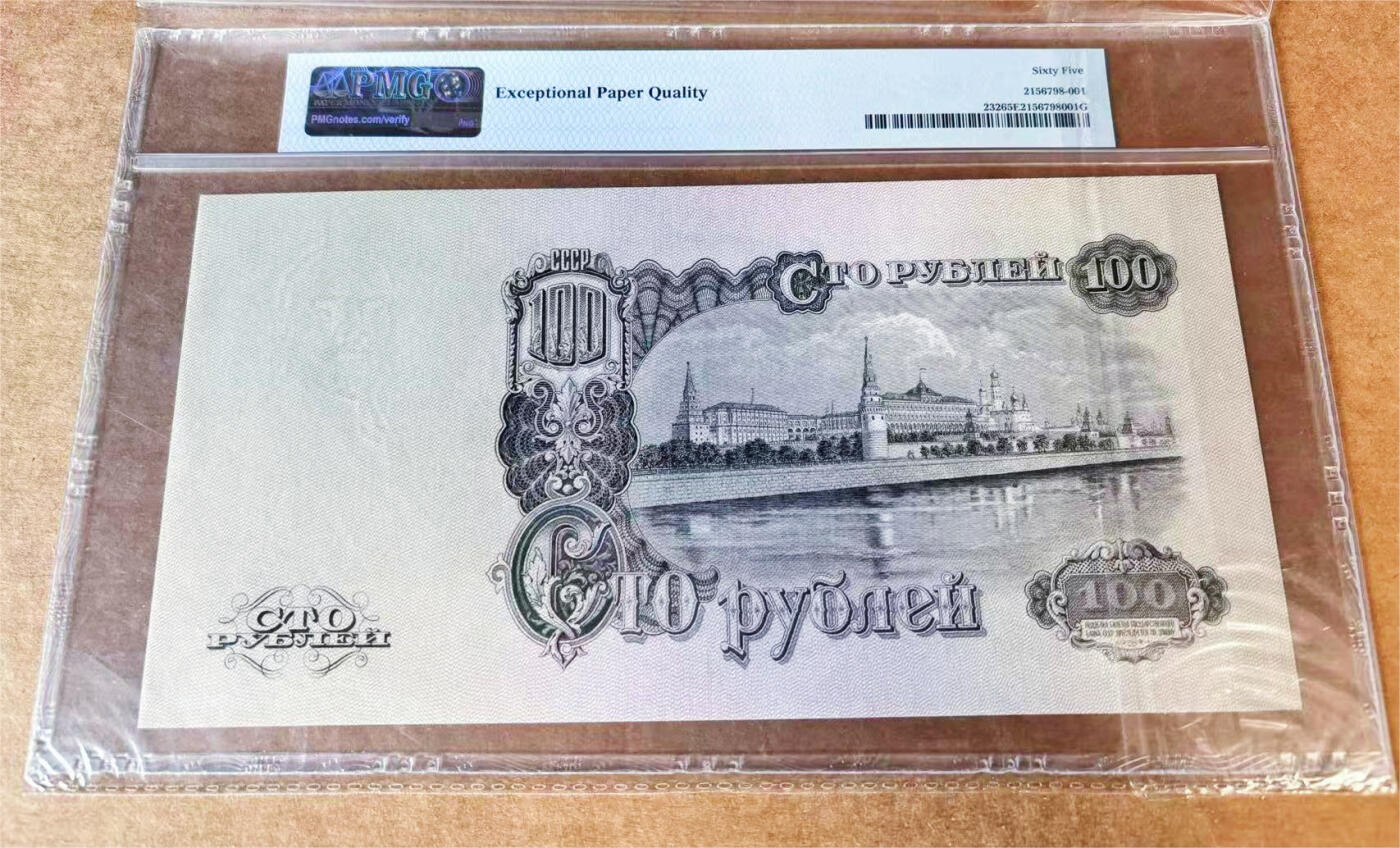 PMG
PMGnotes.com/verify
Exceptional Paper Quality
Sixty Five
2156798-001
23265E2156798001G
СССР
100
СТО РУБЛЕЙ
100
Сто рублей
100
СТО
РУБЛЕЙ